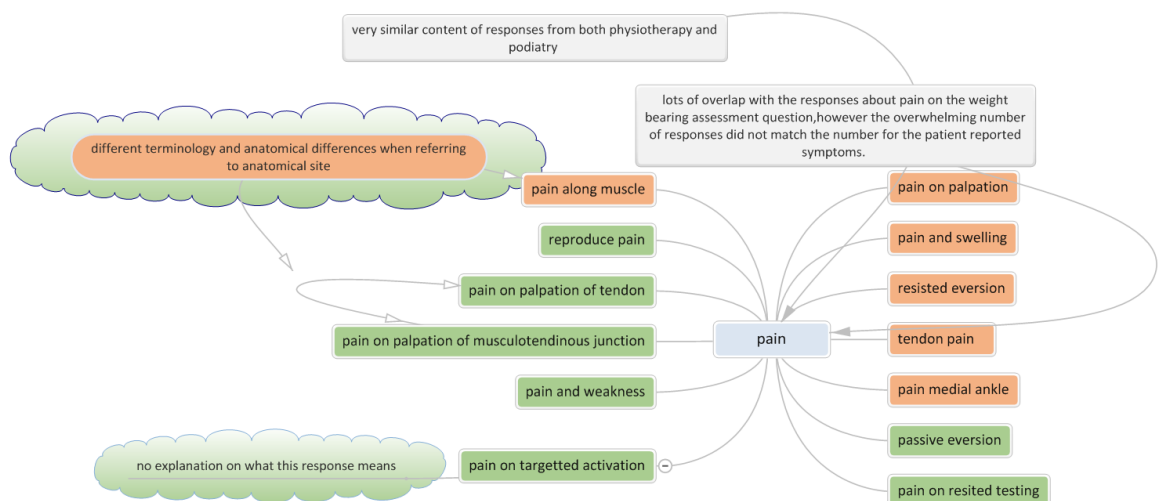 very similar content of responses from both physiotherapy and
podiatry
lots of overlap with the responses about pain on the weight
bearing assessment question,however the overwhelming number
of responses did not match the number for the patient reported
symptoms.
different terminology and anatomical differences when referring
to anatomical site
pain along muscle
reproduce pain
pain on palpation of tendon
pain on palpation of musculotendinous junction
pain and weakness
pain on targetted activation
no explanation on what this response means
pain
pain on palpation
pain and swelling
resisted eversion
tendon pain
pain medial ankle
passive eversion
pain on resited testing